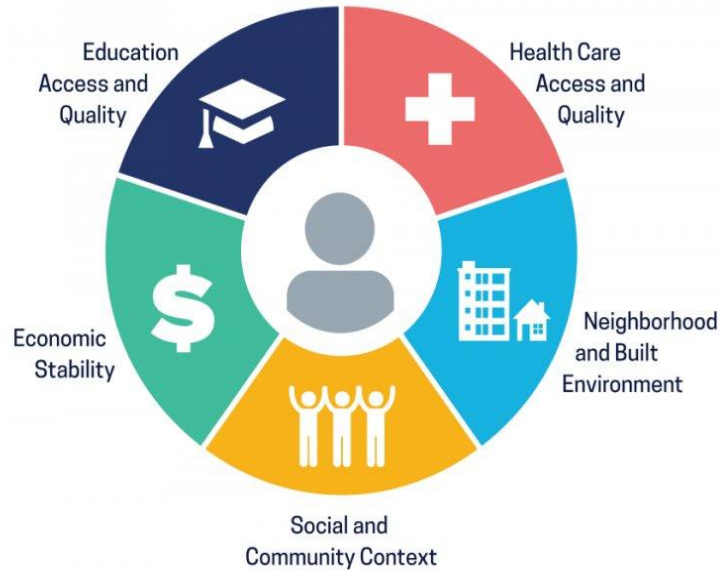 Education
Access and
Quality
Health Care
Access and
Quality
$
Economic
Stability
Neighborhood
and Built
Environment
Social and
Community Context